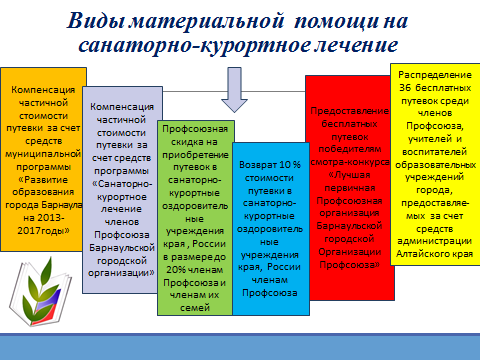 Виды материальной помощи на
санаторно-курортное лечение
Компенсация
частичной
стоимости
путевки за счет
средств
муниципальной
программы
«Развитие
образования
города Барнаула
на 2013-
2017годы»
Компенсация
частичной
стоимости
путевки за
счет средств
программы
«Санаторно-
курортное
лечение
членов
Профсоюза
Барнаульской
городской
организации»
Профсоюзная
скидка на
приобретение
путевок в
санаторно-
курортные
оздоровитель
ные
учреждения
края , России
в размере до
20% членам
Профсоюза и
членам их
семей
Возврат 10 %
стоимости
путевки в
санаторно-
курортные
оздоровитель
ные
учреждения
края, России
членам
Профсоюза
Предоставление
бесплатных
путевок
победителям
смотра-конкурса
«Лучшая
первичная
Профсоюзная
организация
Барнаульской
городской
Организации
Профсоюза»
Распределение
36 бесплатных
путевок среди
членов
Профсоюза,
учителей и
воспитателей
образовательных
учреждений
города,
предоставляе-
мых за счет
средств
администрации
Алтайского края